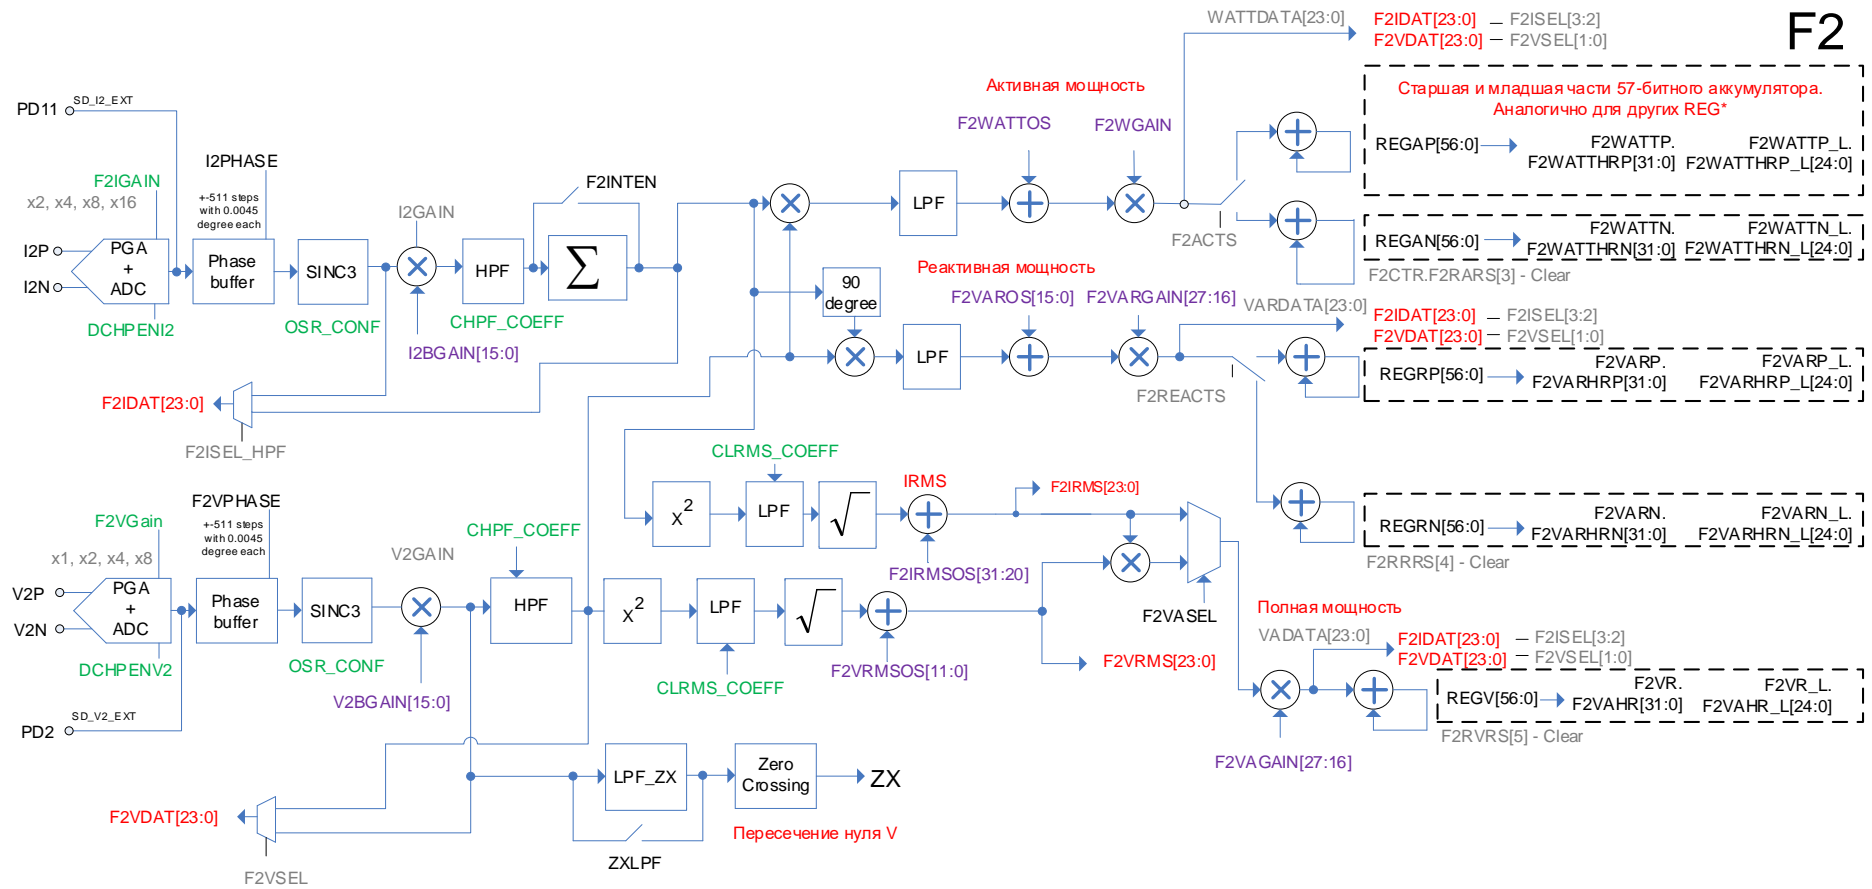 WATTDATA[23:0]
F2IDAT[23:0] – F2ISEL[3:2]
F2VDAT[23:0] – F2VSEL[1:0]
F2
PD11
SD_I2_EXT
Активная мощность
Старшая и младшая части 57-битного аккумулятора.
Аналогично для других REG*
F2WATTOS
F2WGAIN
REGAP[56:0]
F2WATTP.
F2WATTHRP[31:0]
F2WATTP_L.
F2WATTHRP_L[24:0]
I2PHASE
F2IGAIN
x2, x4, x8, x16
+-511 steps
with 0.0045
degree each
F2INTEN
I2GAIN
LPF
F2ACTS
REGAN[56:0]
F2WATTN.
F2WATTHRN[31:0]
F2WATTN_L.
F2WATTHRN_L[24:0]
F2CTR.F2RARS[3] - Clear
I2P
I2N
PGA
+
ADC
Phase
buffer
SINC3
HPF
∑
DCHPENI2
OSR_CONF
CHPF_COEFF
I2BGAIN[15:0]
Реактивная мощность
90
degree
F2VAROS[15:0]
F2VARGAIN[27:16]
VARDATA[23:0]
F2IDAT[23:0] – F2ISEL[3:2]
F2VDAT[23:0] – F2VSEL[1:0]
LPF
F2REACTS
REGRP[56:0]
F2VARP.
F2VARHRP[31:0]
F2VARP_L.
F2VARHRP_L[24:0]
F2IDAT[23:0]
F2ISEL_HPF
CLRMS_COEFF
X2
LPF
√
IRMS
F2IRMS[23:0]
F2IRMSOS[31:20]
REGRN[56:0]
F2VARN.
F2VARHRN[31:0]
F2VARN_L.
F2VARHRN_L[24:0]
F2RRRS[4] - Clear
F2VPHASE
F2VGain
x1, x2, x4, x8
+-511 steps
with 0.0045
degree each
V2GAIN
CHPF_COEFF
V2P
V2N
PGA
+
ADC
Phase
buffer
SINC3
HPF
X2
LPF
√
F2VASEL
DCHPENV2
OSR_CONF
V2BGAIN[15:0]
CLRMS_COEFF
F2VRMSOS[11:0]
F2VRMS[23:0]
Полная мощность
VADATA[23:0]
F2IDAT[23:0] – F2ISEL[3:2]
F2VDAT[23:0] – F2VSEL[1:0]
REGV[56:0]
F2VR.
F2VAHR[31:0]
F2VR_L.
F2VAHR_L[24:0]
F2RVRS[5] - Clear
F2VAGAIN[27:16]
PD2
SD_V2_EXT
LPF_ZX
Zero
Crossing
ZX
F2VDAT[23:0]
F2VSEL
ZXLPF
Пересечение нуля V